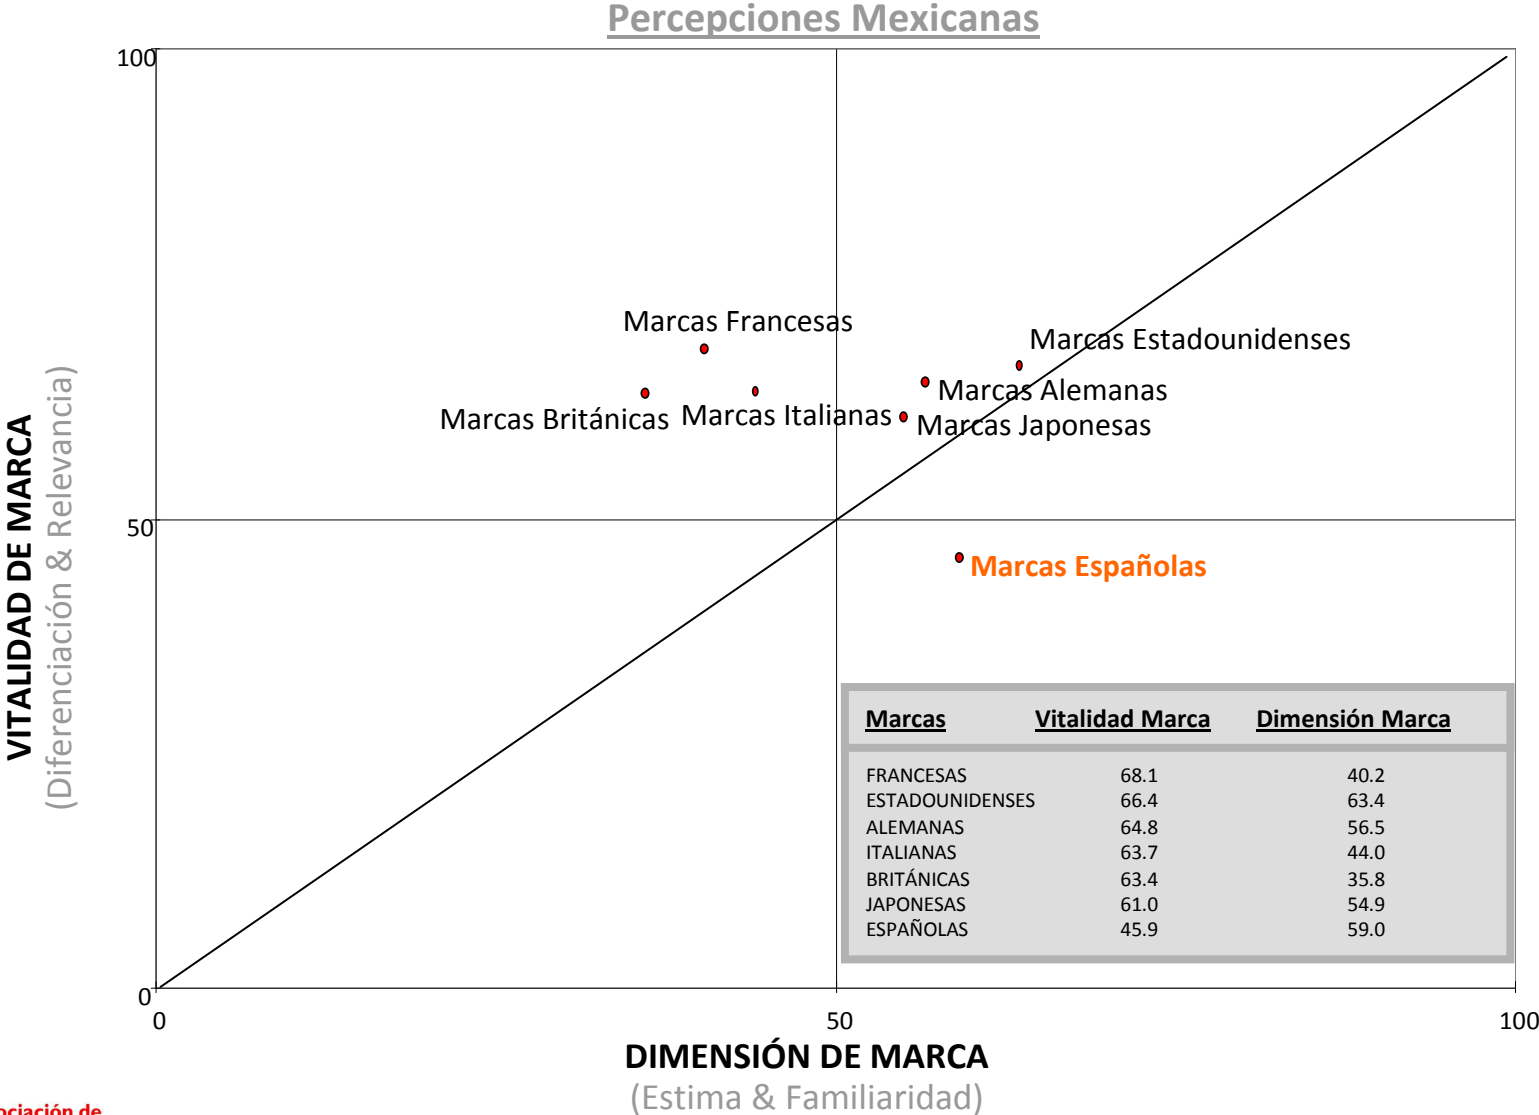 Percepciones Mexicanas
100
VITALIDAD DE MARCA
(Diferenciación & Relevancia)
Marcas Francesas
Marcas Estadounidenses
Marcas Alemanas
Marcas Británicas
Marcas Italianas
Marcas Japonesas
50
Marcas Españolas
Marcas Vitalidad Marca Dimensión Marca
FRANCESAS 68.1 40.2
ESTADOUNIDENSES 66.4 63.4
ALEMANAS 64.8 56.5
ITALIANAS 63.7 44.0
BRITÁNICAS 63.4 35.8
JAPONESAS 61.0 54.9
ESPAÑOLAS 45.9 59.0
0
0 50 100
DIMENSIÓN DE MARCA
(Estima & Familiaridad)
ociación de